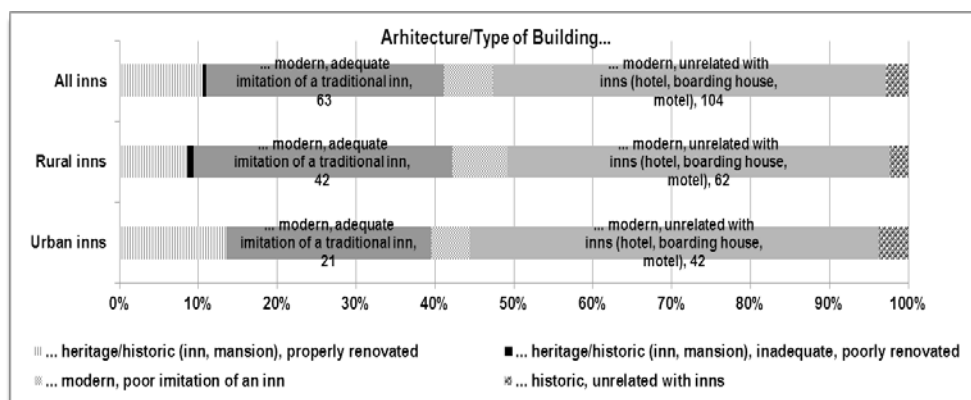 Arhitecture/Type of Building...
All inns
... modern, adequate
imitation of a traditional inn,
63
... modern, unrelated with
inns (hotel, boarding house,
motel), 104
Rural inns
... modern, adequate
imitation of a traditional inn,
42
... modern, unrelated with
inns (hotel, boarding house,
motel), 62
Urban inns
... modern, adequate
imitation of a traditional inn,
21
... modern, unrelated with
inns (hotel, boarding house,
motel), 42
0% 10% 20% 30% 40% 50% 60% 70% 80% 90% 100%
... heritage/historic (inn, mansion), properly renovated
... heritage/historic (inn, mansion), inadequate, poorly renovated
... modern, poor imitation of an inn
... historic, unrelated with inns